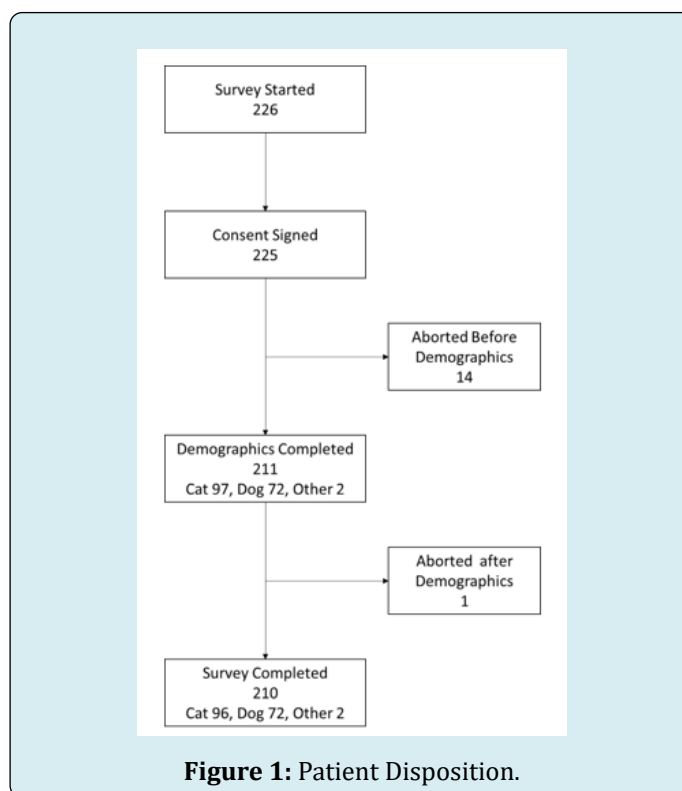 Survey Started
226
Consent Signed
225
Aborted Before
Demographics
14
Demographics Completed
211
Cat 97, Dog 72, Other 2
Aborted after
Demographics
1
Survey Completed
210
Cat 96, Dog 72, Other 2
Figure 1: Patient Disposition.